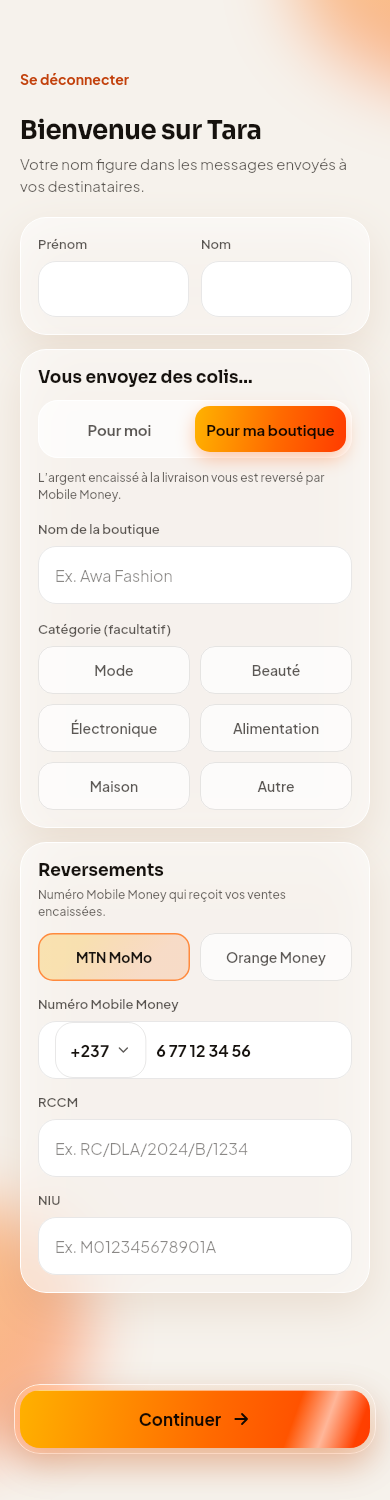 Se déconnecter
Bienvenue sur Tara
Votre nom figure dans les messages envoyés à
vos destinataires.
Prénom
Nom
Vous envoyez des colis...
Pour moi
Pour ma boutique
L'argent encaissé à la livraison vous est reversé par
Mobile Money.
Nom de la boutique
Ex. Awa Fashion
Catégorie (facultatif)
Mode
Beauté
Électronique
Alimentation
Maison
Autre
Reversements
Numéro Mobile Money qui reçoit vos ventes
encaissées.
MTN MoMo
Orange Money
Numéro Mobile Money
+237
6 77 12 34 56
RCCM
Ex. RC/DLA/2024/B/1234
NIU
Ex. M012345678901A
Continuer →